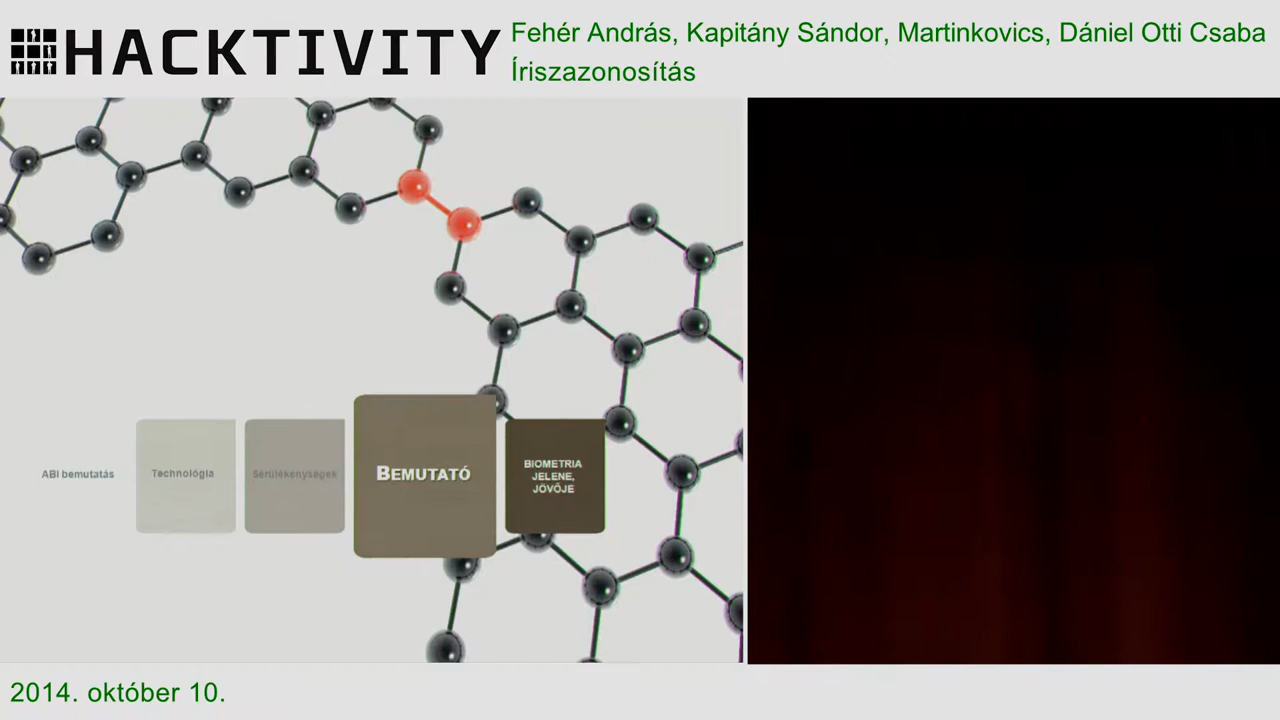 HACKTIVITY
Fehér András, Kapitány Sándor, Martinkovics, Dániel Otti Csaba
Íriszazonosítás
ABI bemutatás
Technológia
Sérülékenységek
BEMUTATÓ
BIOMETRIA
JELENE,
JÖVŐJE
2014. október 10.